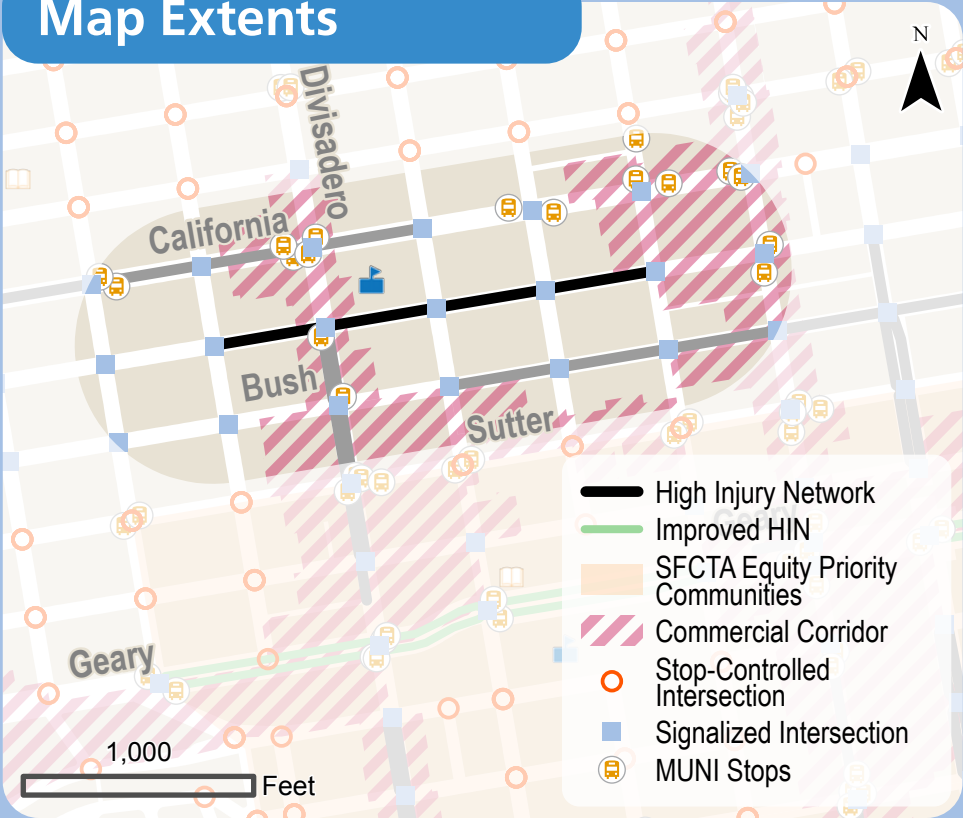 Map Extents
N
Divisadero
California
Bush
Sutter
High Injury Network
Geary
Improved HIN
SFCTA Equity Priority
Communities
Commercial Corridor
Geary
Stop-Controlled
Intersection
Signalized Intersection
1,000
MUNI Stops
Feet